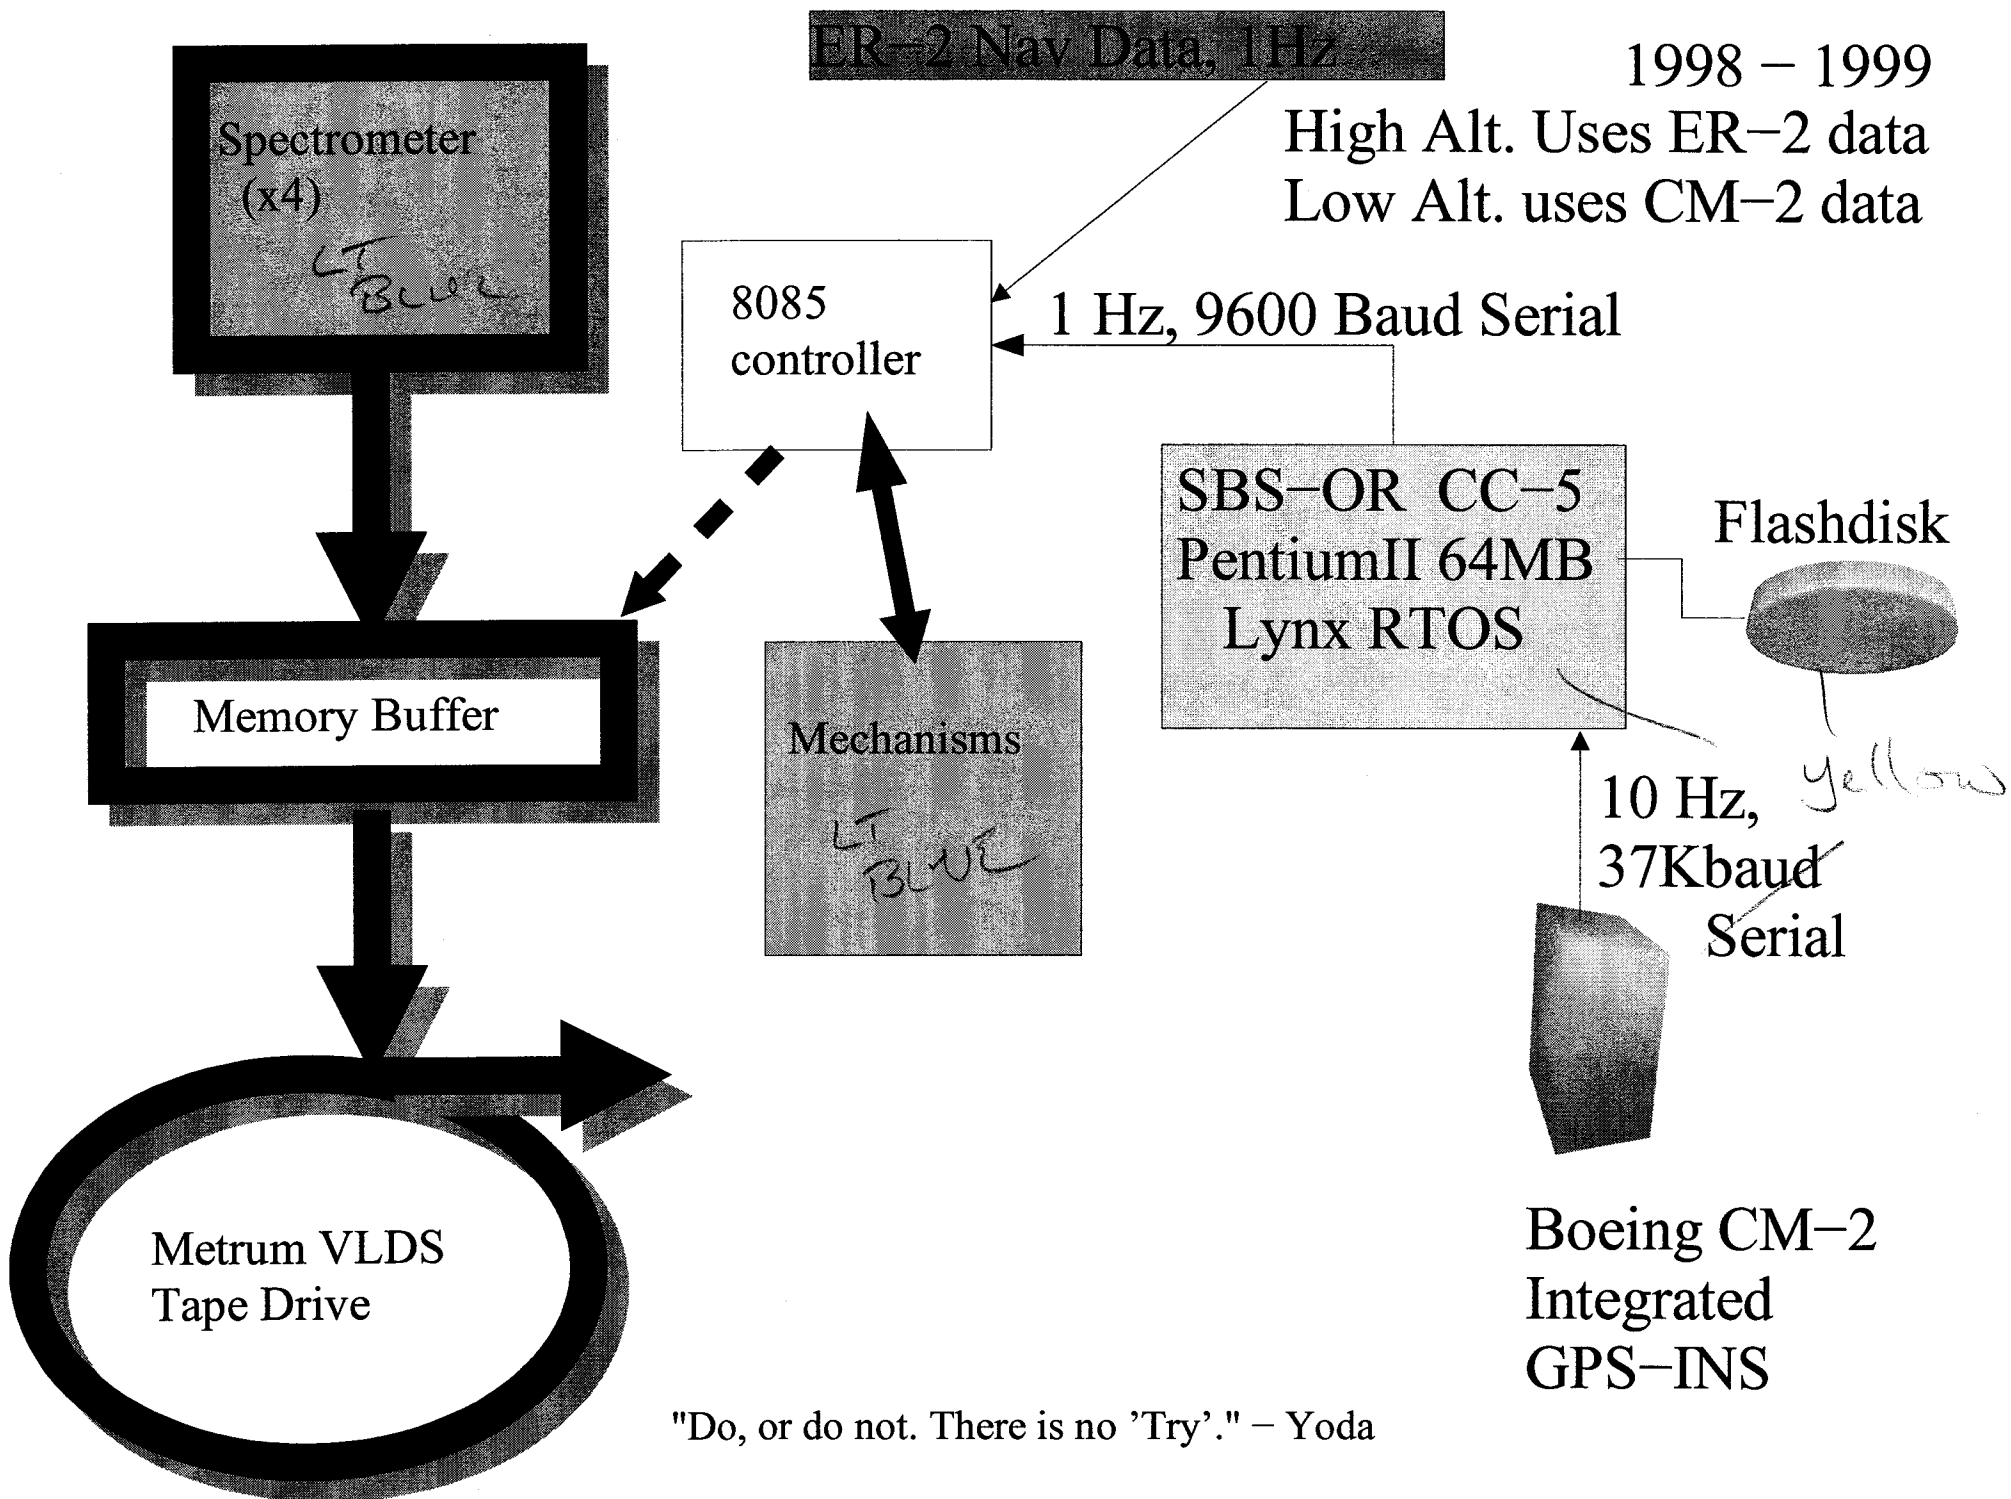 ER−2 Nav Data, 1Hz
1998 − 1999
High Alt. Uses ER−2 data
Low Alt. uses CM−2 data
Spectrometer
(x4)
LT
BLUE
8085
controller
1 Hz, 9600 Baud Serial
SBS−OR CC−5
PentiumII 64MB
Lynx RTOS
Flashdisk
Memory Buffer
Mechanisms
LT
BLUE
yellow
10 Hz,
37Kbaud
Serial
Metrum VLDS
Tape Drive
Boeing CM−2
Integrated
GPS−INS
"Do, or do not. There is no 'Try'." − Yoda